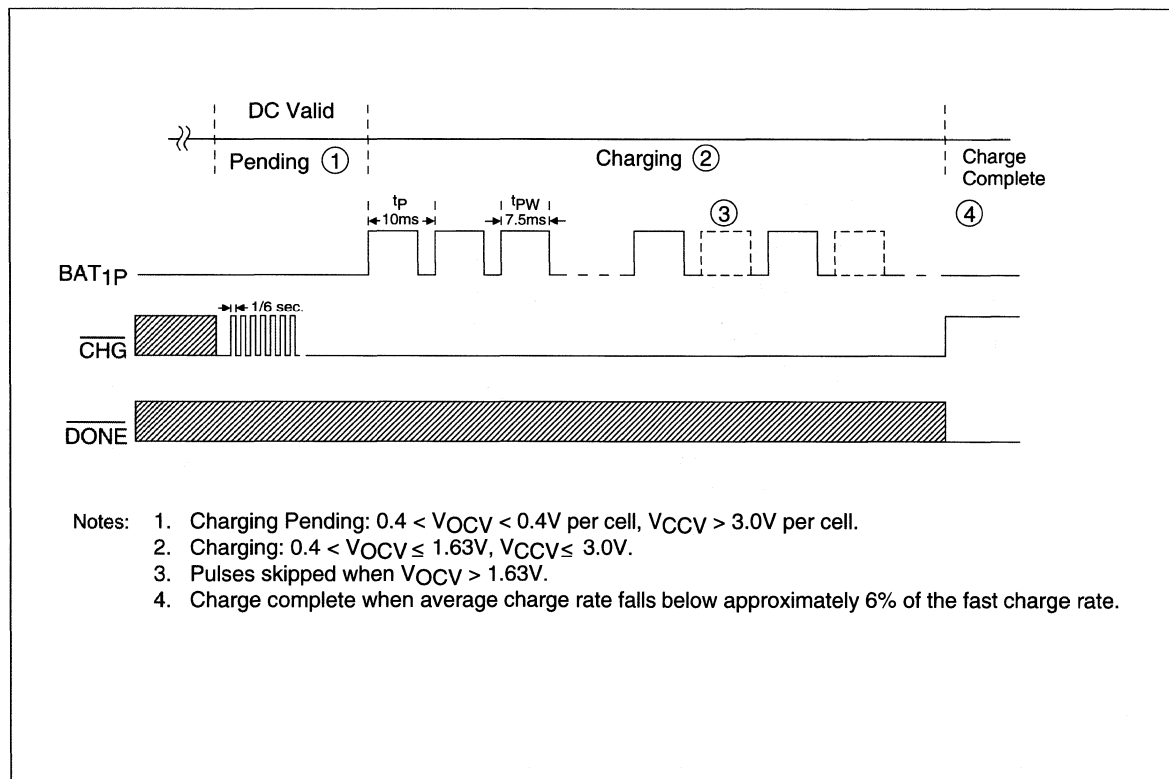 DC Valid
Pending ①
Charging ②
Charge
Complete
④
tP
10ms
tPW
7.5ms
③
BAT1P
1/6 sec.
CHG
DONE
Notes: 1. Charging Pending: 0.4 < VOCV < 0.4V per cell, VCCV > 3.0V per cell.
2. Charging: 0.4 < VOCV ≤ 1.63V, VCCV ≤ 3.0V.
3. Pulses skipped when VOCV > 1.63V.
4. Charge complete when average charge rate falls below approximately 6% of the fast charge rate.